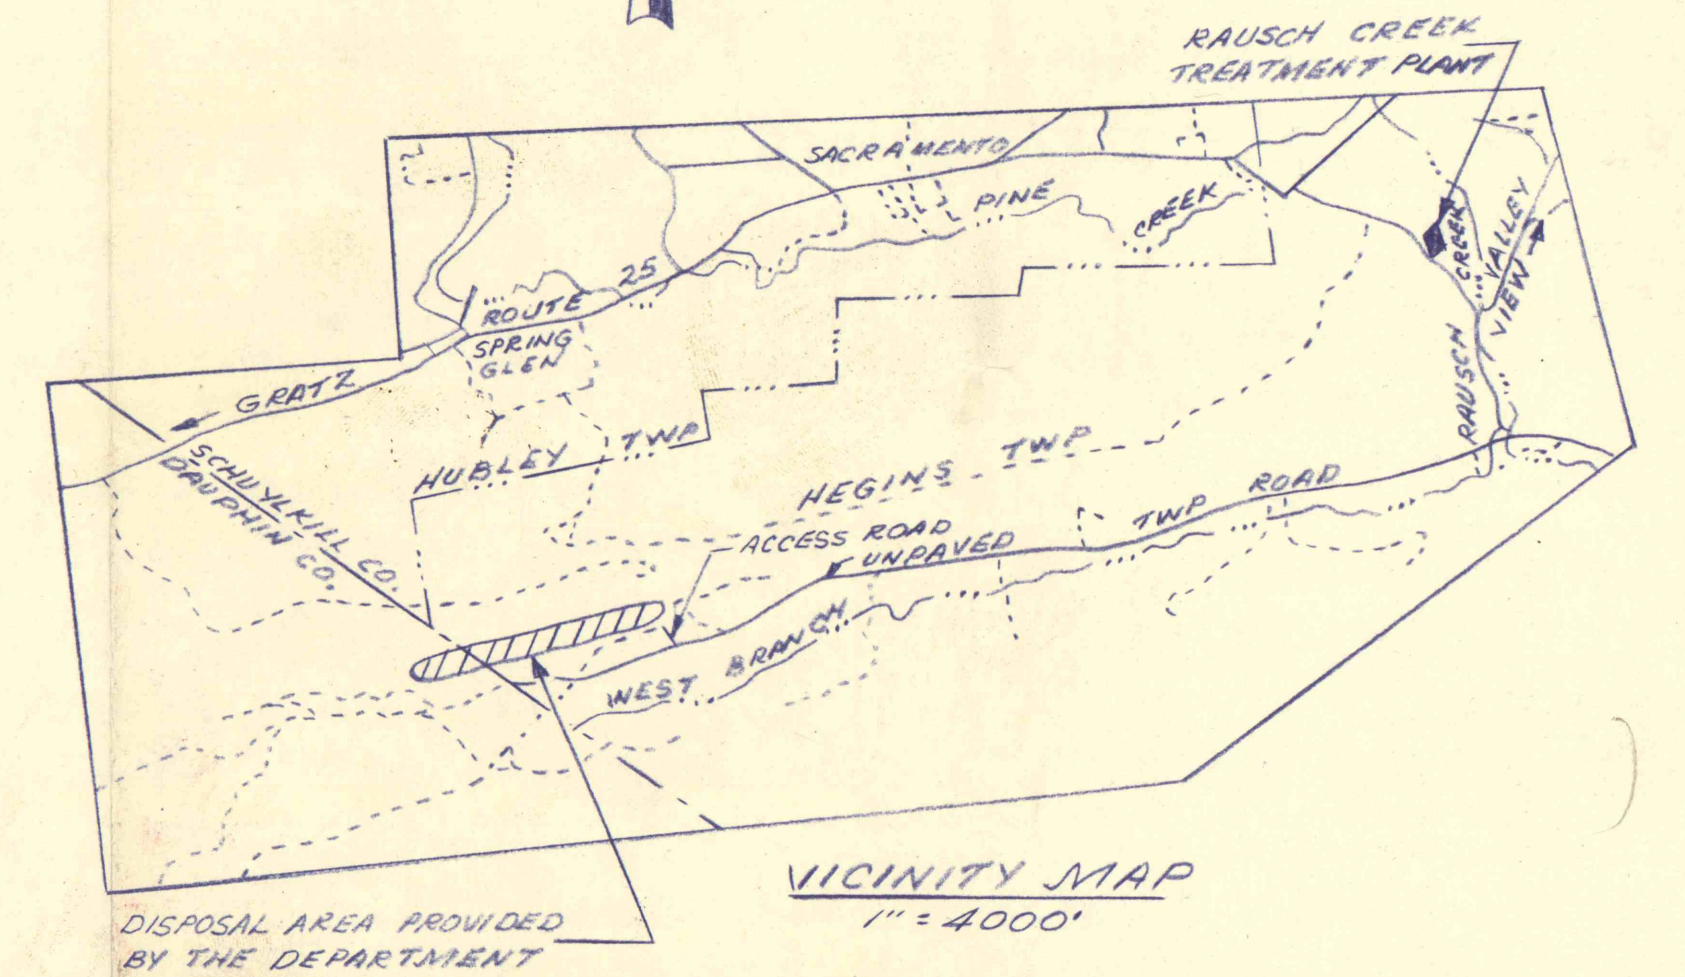 RAUSCH CREEK
TREATMENT PLANT
SACRAMENTO
PINE
CREEK
CREEK
VALLEY
VIEW
ROUTE 25
SPRING
GLEN
GRATZ
RAUSCH
HUBLEY TWP
SCHUYLKILL CO.
DAUPHIN CO.
HEGINS TWP
TWP ROAD
ACCESS ROAD
UNPAVED
WEST BRANCH
VICINITY MAP
1" = 4000'
DISPOSAL AREA PROVIDED
BY THE DEPARTMENT